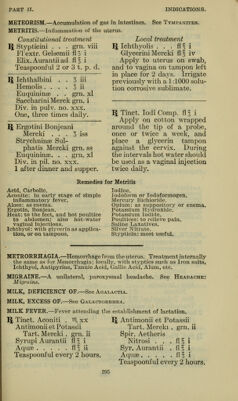 PART II.
INDICATIONS.
METEORISM.—Accumulation of gas in intestines. See TYMPANITES.
METRITIS.—Inflammation of the uterus.
Constitutional treatment
℞ Stypticini . . . grn. viii
Fl'extr. Gelsemii fl ʒ i
Elix. Aurantii ad fl ℥ i
Teaspoonful 2 or 3 t. p. d.
℞ Ichthalbini . . ʒ iii
Hemolis . . . . ʒ ii
Euquininæ . . grn. xl
Saccharini Merck grn. i
Div. in pulv. no. xxx.
One, three times daily.
℞ Ergotini Bonjeani
Merck . . . . ʒ iss
Strychninæ Sul-
phatis Merck grn. ss
Euquininæ . . grn. xl
Div. in pil. no. xxx.
1 after dinner and supper.
Local treatment
℞ Ichthyolis . . fl ℥ i
Glycerini Merck fl ℥ iv
Apply to uterus on swab,
and to vagina on tampon left
in place for 2 days. Irrigate
previously with a 1:1000 solu-
tion corrosive sublimate.
℞ Tinct. Iodi Comp. fl ℥ i
Apply on cotton wrapped
around the tip of a probe,
once or twice a week, and
place a glycerin tampon
against the cervix. During
the intervals hot water should
be used as a vaginal injection
twice daily.
Remedies for Metritis
Acid, Carbolic.
Aconite: in early stage of simple
inflammatory fever.
Aloes: as enema.
Ergotin, Bonjean.
Heat: to the feet, and hot poultice
to abdomen; also hot-water
vaginal injections.
Ichthyol: with glycerin as applica-
tion, or on tampons.
Iodine.
Iodoform or Iodoformogen.
Mercury Bichloride.
Opium: as suppository or enema.
Potassium Hydroxide.
Potassium Iodide.
Poultices: to relieve pain.
Saline Laxatives.
Silver Nitrate.
Stypticin: most useful.
METRORRHAGIA.—Hemorrhage from the uterus. Treatment internally
the same as for Menorrhagia; locally, with styptics such as Iron salts,
Ichthyol, Antipyrine, Tannic Acid, Gallic Acid, Alum, etc.
MIGRAINE.—A unilateral, paroxysmal headache. See HEADACHE:
Migraine.
MILK, DEFICIENCY OF.—See AGALACTIA.
MILK, EXCESS OF.—See GALACTORRHEA.
MILK FEVER.—Fever attending the establishment of lactation.
℞ Tinct. Aconiti . ♏ xx
Antimonii et Potassii
Tart. Merck . grn. ii
Syrupi Aurantii fl ℥ i
Aquæ . . . . fl ℥ ii
Teaspoonful every 2 hours.
℞ Antimonii et Potassii
Tart. Merck . grn. ii
Spir. Aetheris
Nitrosi . . . fl ℥ i
Syr. Aurantii . fl ℥ i
Aquæ . . . . . fl ℥ i
Teaspoonful every 2 hours.
295